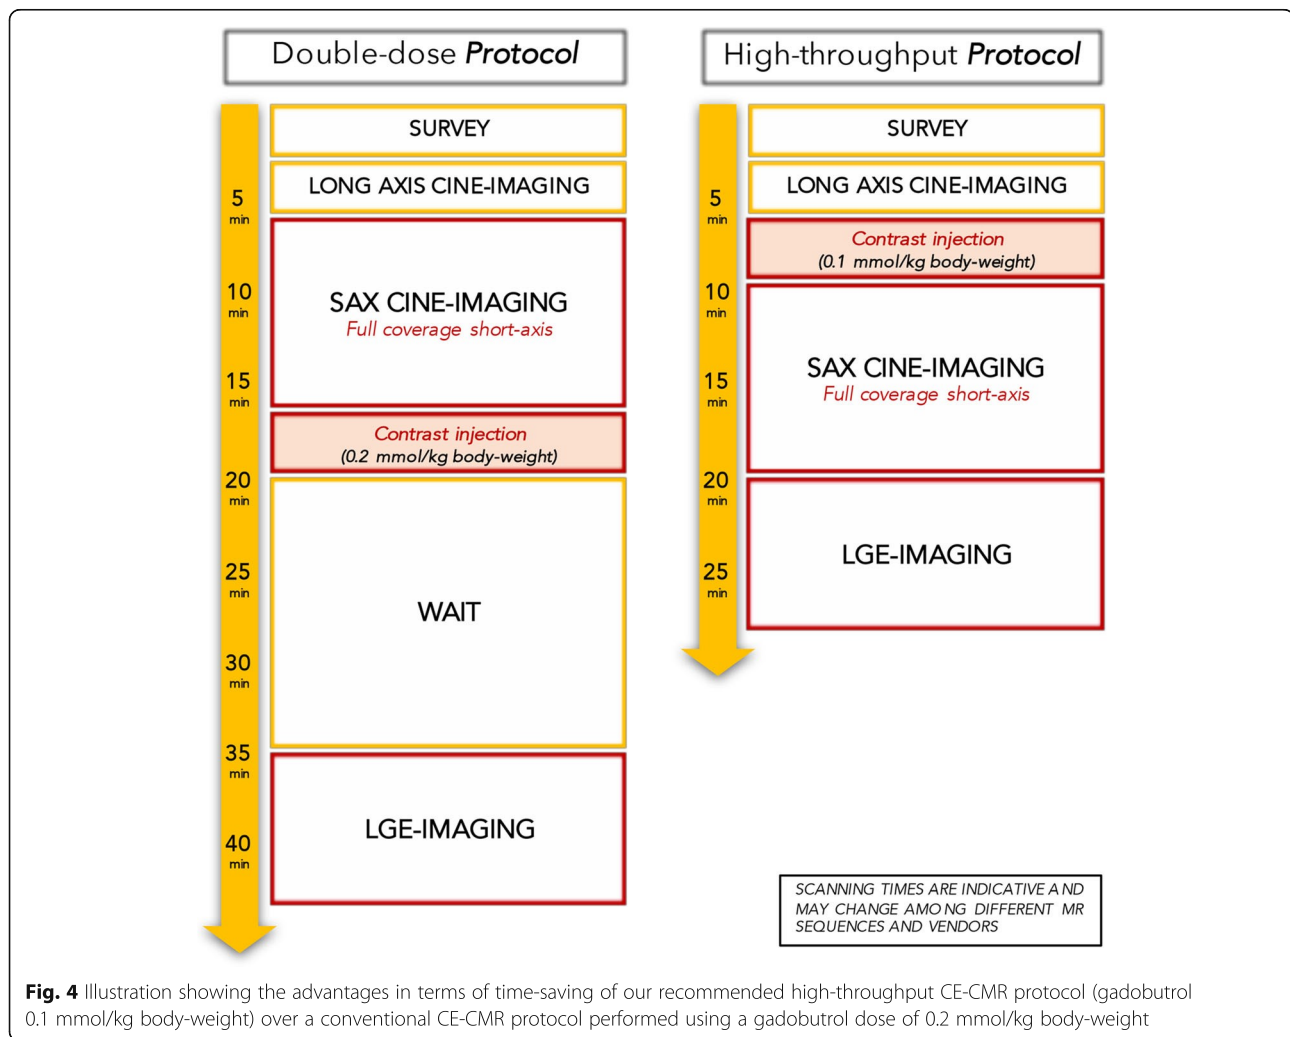 Double-dose Protocol
SURVEY
LONG AXIS CINE-IMAGING
5
min
SAX CINE-IMAGING
Full coverage short-axis
10
min
15
min
Contrast injection
(0.2 mmol/kg body-weight)
20
min
25
min
WAIT
30
min
35
min
LGE-IMAGING
40
min
High-throughput Protocol
SURVEY
LONG AXIS CINE-IMAGING
5
min
Contrast injection
(0.1 mmol/kg body-weight)
10
min
SAX CINE-IMAGING
Full coverage short-axis
15
min
20
min
LGE-IMAGING
25
min
SCANNING TIMES ARE INDICATIVE AND
MAY CHANGE AMONG DIFFERENT MR
SEQUENCES AND VENDORS
Fig. 4 Illustration showing the advantages in terms of time-saving of our recommended high-throughput CE-CMR protocol (gadobutrol
0.1 mmol/kg body-weight) over a conventional CE-CMR protocol performed using a gadobutrol dose of 0.2 mmol/kg body-weight